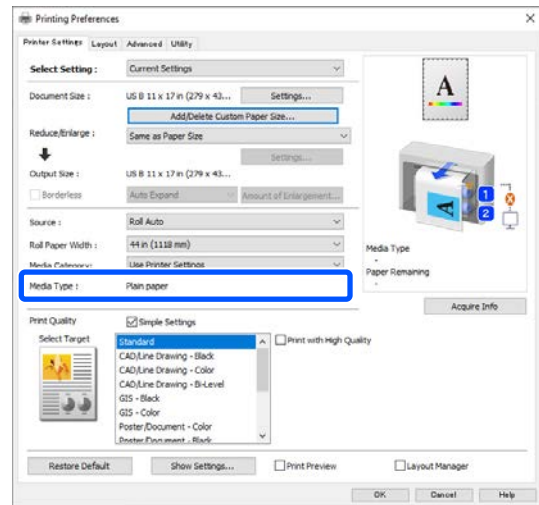 Printing Preferences
Printer Settings Layout Advanced Utility
Select Setting : Current Settings
Document Size : US B 11 x 17 in (279 x 43... Settings...
Add/Delete Custom Paper Size...
Reduce/Enlarge : Same as Paper Size
Settings...
Output Size : US B 11 x 17 in (279 x 43...
Borderless Auto Expand Amount of Enlargement...
Source : Roll Auto
Roll Paper Width : 44 in (1118 mm)
Media Category: Use Printer Settings
Media Type : Plain paper
Print Quality Simple Settings
Select Target
Standard
CAD/Line Drawing - Black
CAD/Line Drawing - Color
CAD/Line Drawing - Bi-Level
GIS - Black
GIS - Color
Poster/Document - Color
Poster/Document - Black
Print with High Quality
A
A
1
2
Media Type
-
Paper Remaining
-
Acquire Info
Restore Default Show Settings... Print Preview Layout Manager
OK Cancel Help